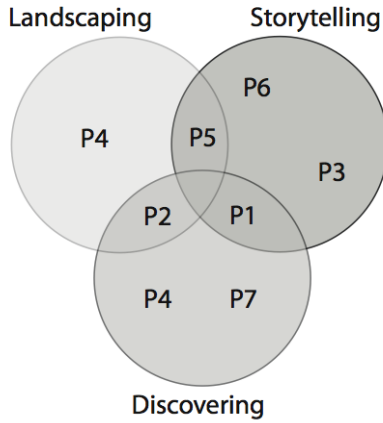 Landscaping Storytelling
P6
P4 P5
P3
P2 P1
P4 P7
Discovering